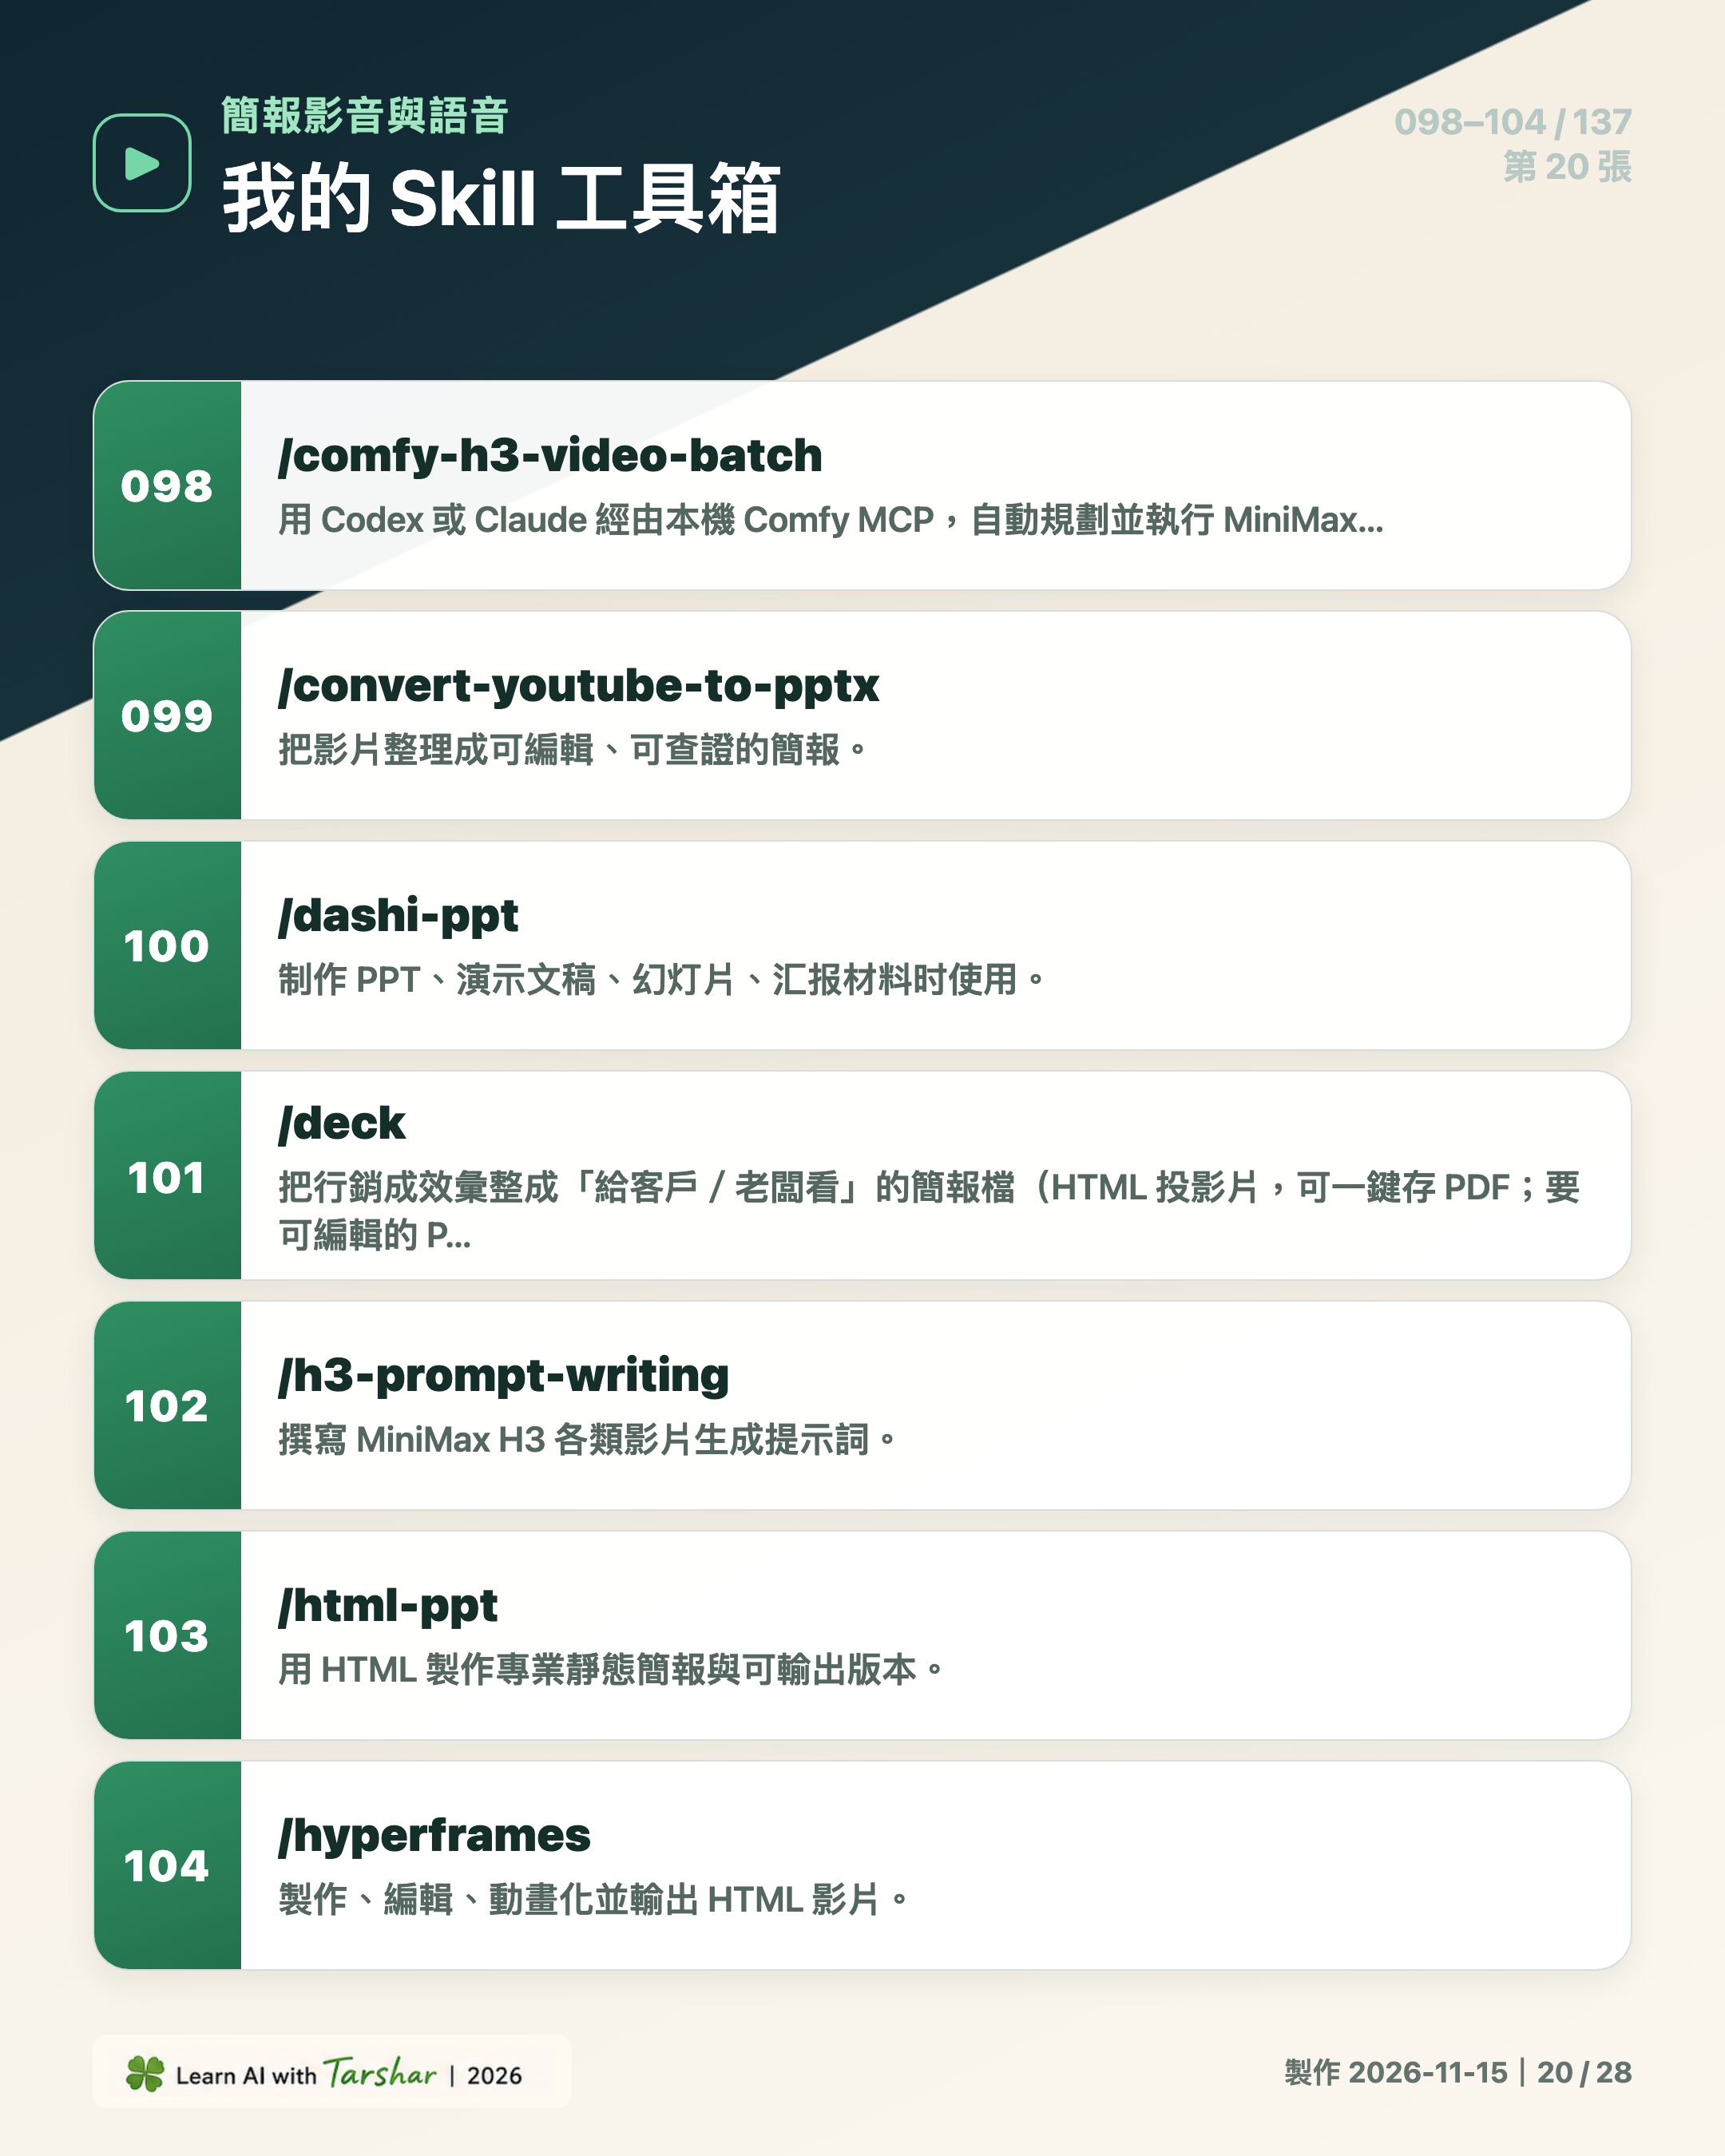 簡報影音與語音
我的 Skill 工具箱
098–104 / 137
第 20 張
098
/comfy-h3-video-batch
用 Codex 或 Claude 經由本機 Comfy MCP，自動規劃並執行 MiniMax…
099
/convert-youtube-to-pptx
把影片整理成可編輯、可查證的簡報。
100
/dashi-ppt
制作 PPT、演示文稿、幻灯片、汇报材料时使用。
101
/deck
把行銷成效彙整成「給客戶／老闆看」的簡報檔（HTML 投影片，可一鍵存 PDF；要
可編輯的 P…
102
/h3-prompt-writing
撰寫 MiniMax H3 各類影片生成提示詞。
103
/html-ppt
用 HTML 製作專業靜態簡報與可輸出版本。
104
/hyperframes
製作、編輯、動畫化並輸出 HTML 影片。
Learn AI with Tarshar | 2026
製作 2026-11-15｜20 / 28